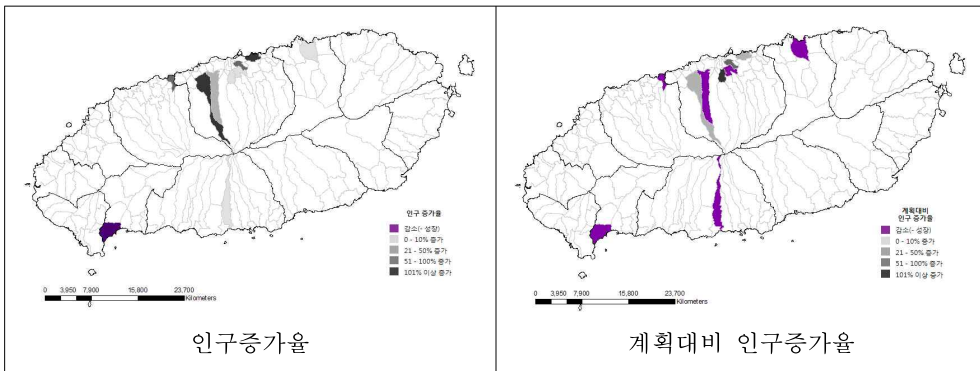 인구 증가율
감소(- 성장)
0 - 10% 증가
21 - 50% 증가
51 - 100% 증가
101% 이상 증가
0 3,950 7,900 15,800 23,700
Kilometers
0
인구증가율
계획대비
인구 증가율
감소(- 성장)
0 - 10% 증가
21 - 50% 증가
51 - 100% 증가
101% 이상 증가
0 3,950 7,900 15,800 23,700
Kilometers
계획대비 인구증가율